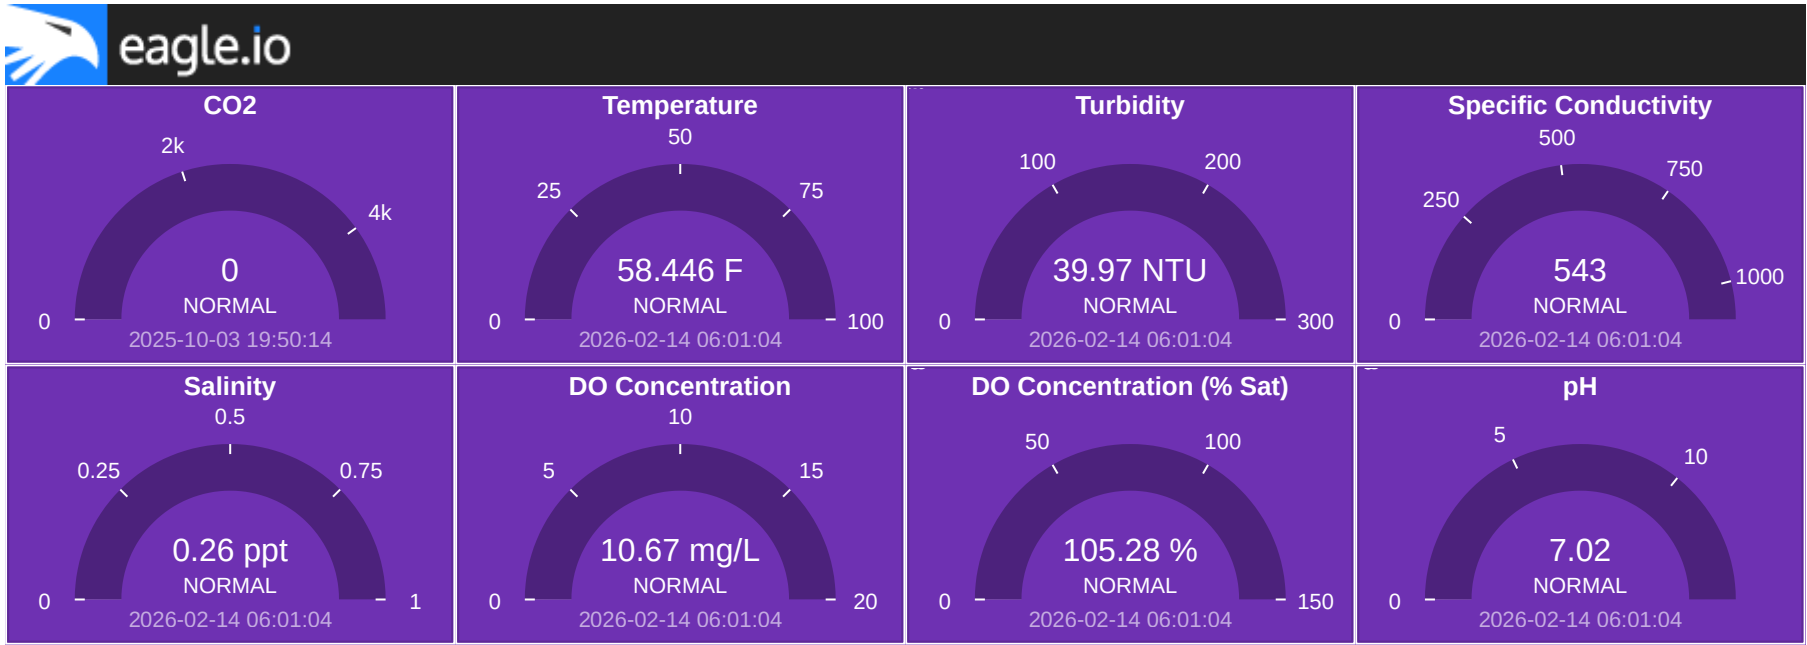 eagle.io
CO2
2k
4k
0
0
NORMAL
2025-10-03 19:50:14
Temperature
50
25
75
58.446 F
NORMAL
0
100
2026-02-14 06:01:04
Turbidity
100
200
39.97 NTU
NORMAL
0
300
2026-02-14 06:01:04
Specific Conductivity
500
750
250
1000
543
NORMAL
0
2026-02-14 06:01:04
Salinity
0.5
0.25
0.75
0.26 ppt
NORMAL
0
1
2026-02-14 06:01:04
DO Concentration
10
5
15
10.67 mg/L
NORMAL
0
20
2026-02-14 06:01:04
DO Concentration (% Sat)
50
100
105.28 %
NORMAL
0
150
2026-02-14 06:01:04
pH
5
10
7.02
NORMAL
0
2026-02-14 06:01:04